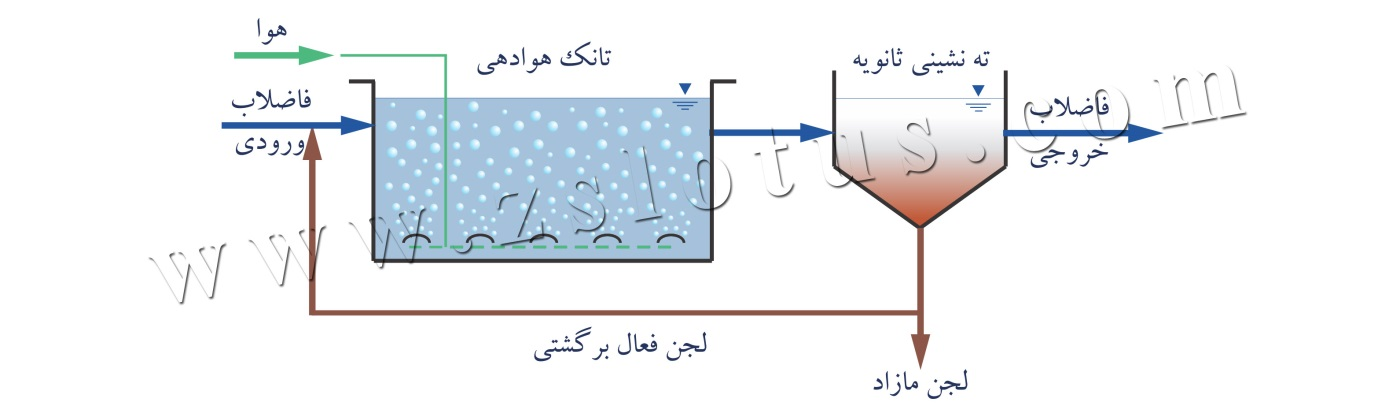 هوا
تانک هوادهی
ته نشینی ثانویه
فاضلاب
ورودی
فاضلاب
خروجی
www.zslotus.com
لجن فعال برگشتی
لجن مازاد